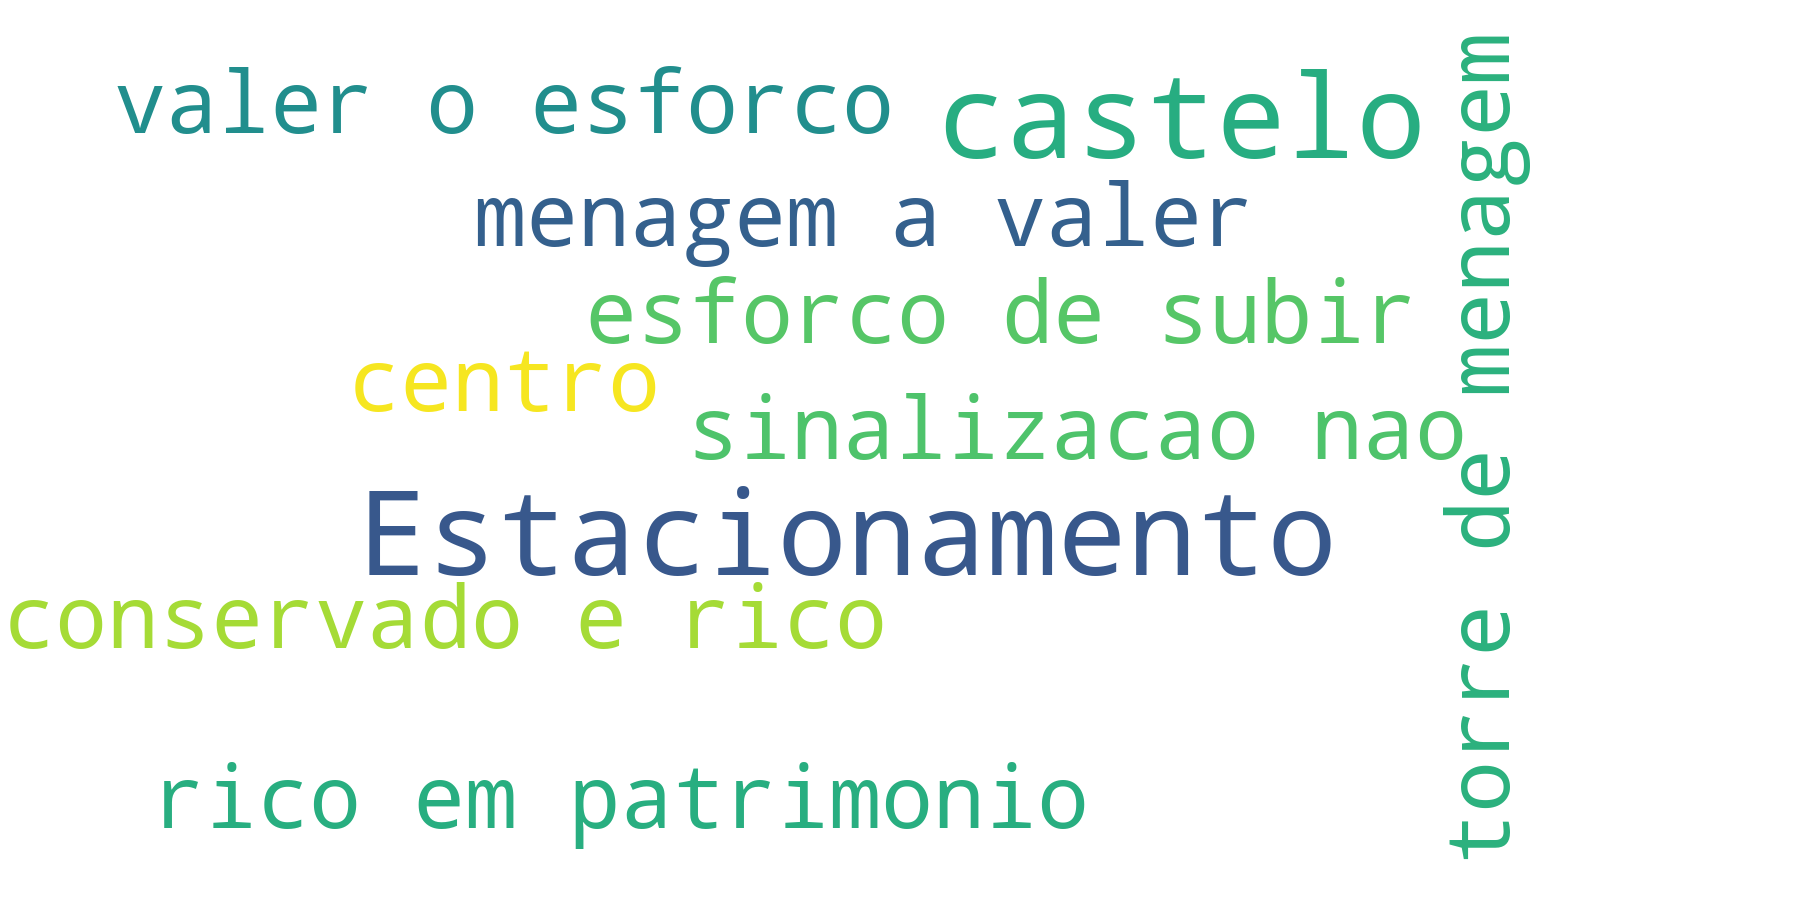 valer o esforco
castelo
menagem a valer
esforco de subir
centro
sinalizacao nao
Estacionamento
conservado e rico
rico em patrimonio
torre de menagem